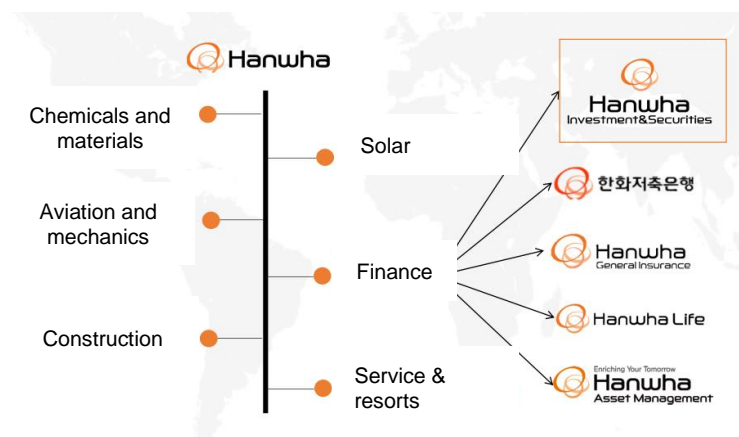 Hanwha
Chemicals and
materials
Solar
Aviation and
mechanics
Finance
Construction
Service &
resorts
Hanwha
Investment&Securities
한화저축은행
Hanwha
General Insurance
Hanwha Life
Enriching Your Tomorrow
Hanwha
Asset Management